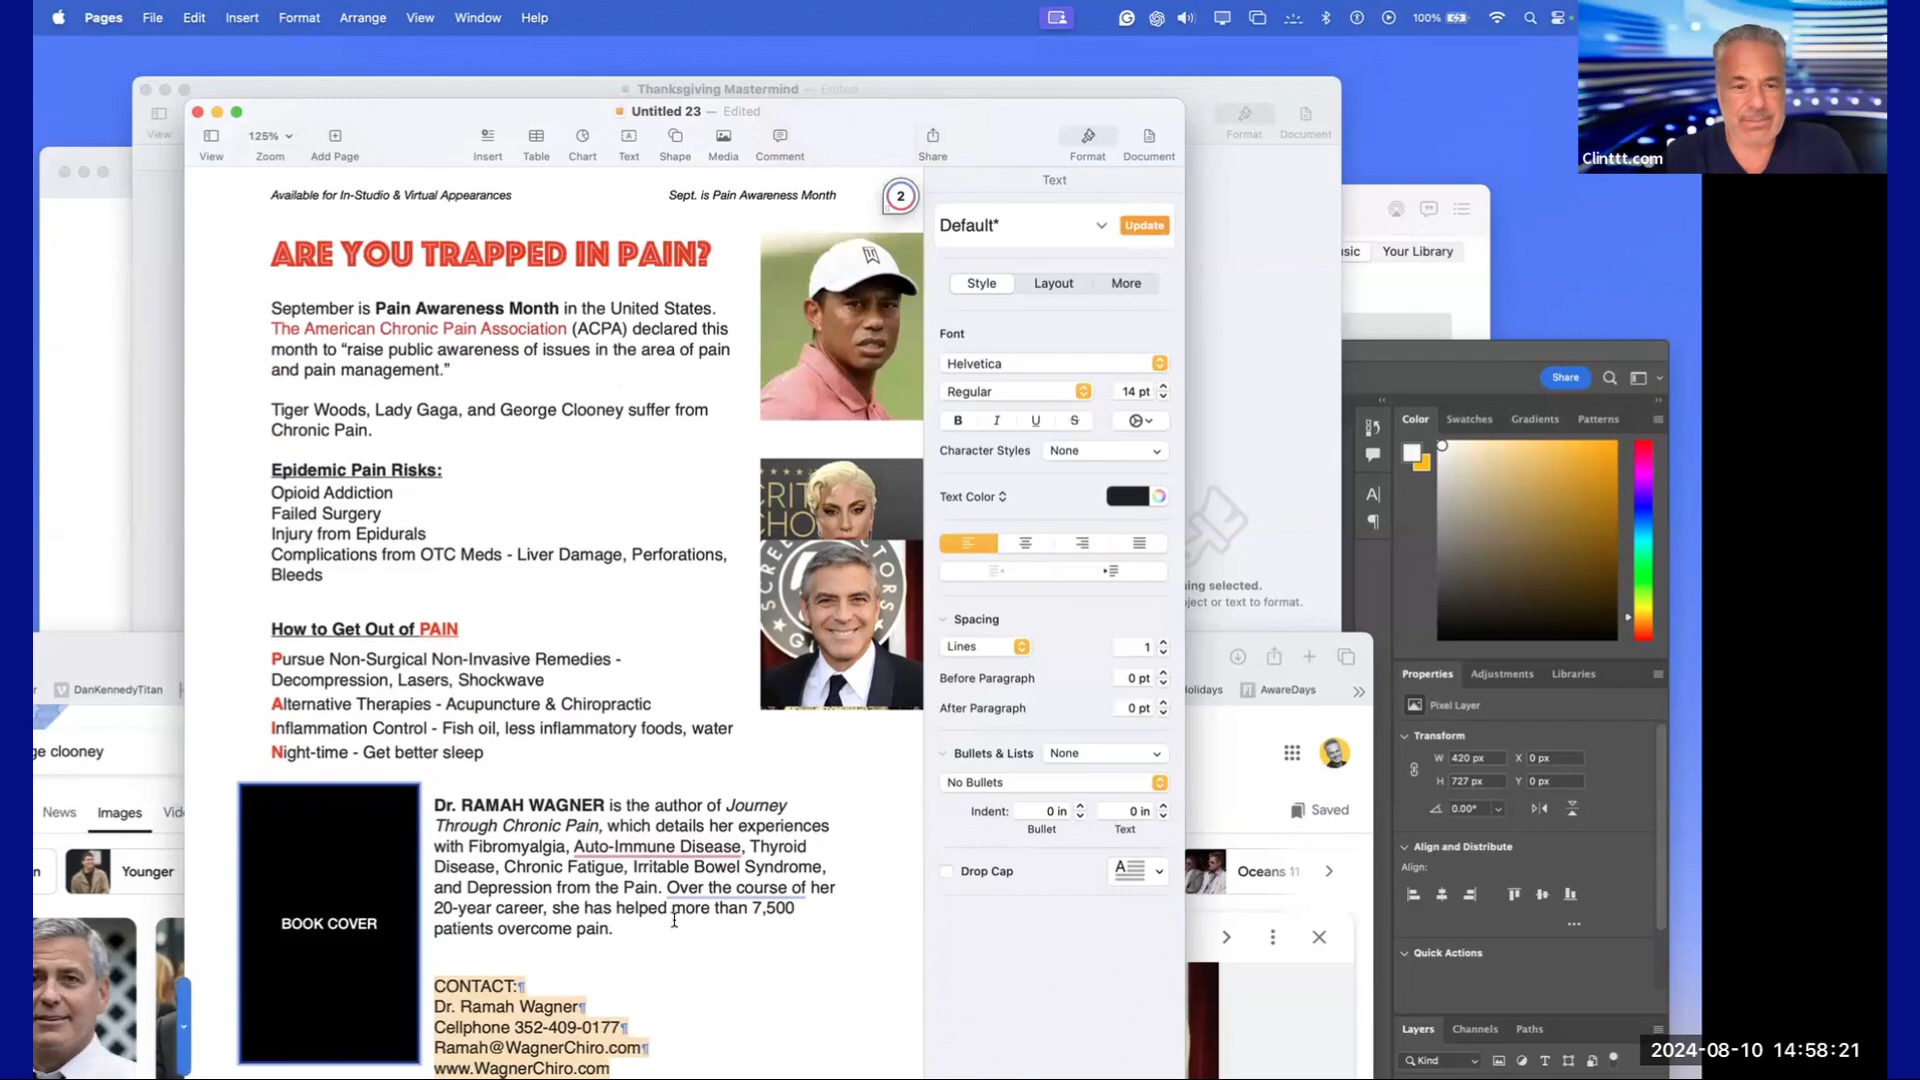 Pages File Edit Insert Format Arrange View Window Help
100%
Clinttt.com
Thanksgiving Mastermind — Edited
Untitled 23 — Edited
View
125%
View Zoom Add Page Insert Table Chart Text Shape Media Comment Share Format Document
Format Document
Available for In-Studio & Virtual Appearances Sept. is Pain Awareness Month
2
ARE YOU TRAPPED IN PAIN?
September is Pain Awareness Month in the United States.
The American Chronic Pain Association (ACPA) declared this
month to “raise public awareness of issues in the area of pain
and pain management.”
Tiger Woods, Lady Gaga, and George Clooney suffer from
Chronic Pain.
Epidemic Pain Risks:
Opioid Addiction
Failed Surgery
Injury from Epidurals
Complications from OTC Meds - Liver Damage, Perforations,
Bleeds
How to Get Out of PAIN
Pursue Non-Surgical Non-Invasive Remedies -
Decompression, Lasers, Shockwave
Alternative Therapies - Acupuncture & Chiropractic
Inflammation Control - Fish oil, less inflammatory foods, water
Night-time - Get better sleep
BOOK COVER
Dr. RAMAH WAGNER is the author of Journey
Through Chronic Pain, which details her experiences
with Fibromyalgia, Auto-Immune Disease, Thyroid
Disease, Chronic Fatigue, Irritable Bowel Syndrome,
and Depression from the Pain. Over the course of her
20-year career, she has helped more than 7,500
patients overcome pain.
CONTACT:
Dr. Ramah Wagner
Cellphone 352-409-0177
Ramah@WagnerChiro.com
www.WagnerChiro.com
Text
Default*
Update
Style Layout More
Font
Helvetica
Regular 14 pt
B I U S
Character Styles None
Text Color
Spacing
Lines 1
Before Paragraph 0 pt
After Paragraph 0 pt
Bullets & Lists None
No Bullets
Indent: 0 in 0 in
Bullet Text
Drop Cap
DanKennedyTitan
ge clooney
News Images
Younger
Your Library
ing selected.
ject or text to format.
olidays AwareDays
Saved
Oceans 11
Share
Color Swatches Gradients Patterns
Properties Adjustments Libraries
Pixel Layer
Transform
W 420 px X 0 px
H 727 px Y 0 px
0.00°
Align and Distribute
Align:
Quick Actions
Layers Channels Paths
Kind
2024-08-10 14:58:21